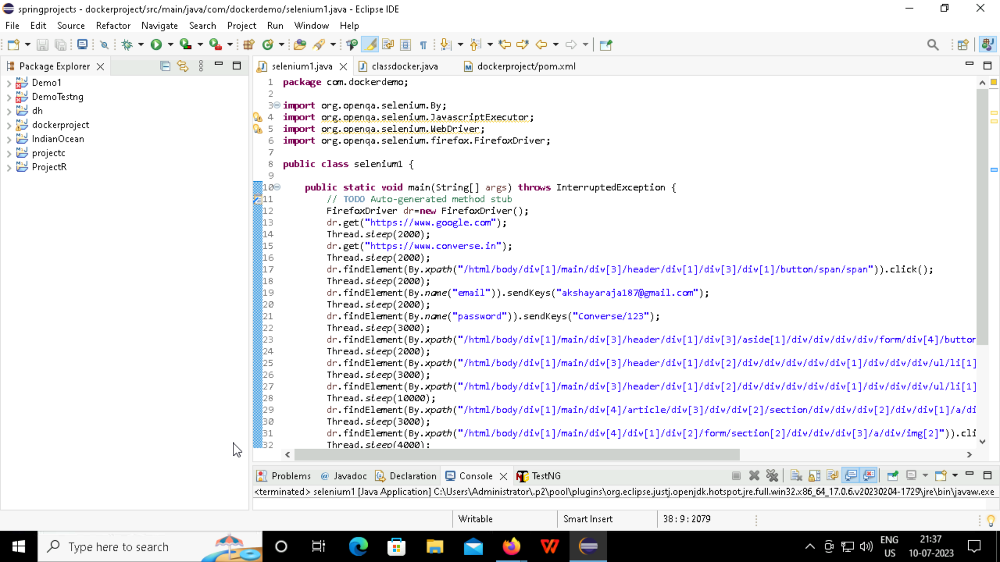 springprojects - dockerproject/src/main/java/com/dockerdemo/selenium1.java - Eclipse IDE
File Edit Source Refactor Navigate Search Project Run Window Help
Package Explorer
selenium1.java classdocker.java dockerproject/pom.xml
Demo1
DemoTestng
dh
dockerproject
IndianOcean
projectc
ProjectR
1 package com.dockerdemo;
2
3 import org.openqa.selenium.By;
4 import org.openqa.selenium.JavascriptExecutor;
5 import org.openqa.selenium.WebDriver;
6 import org.openqa.selenium.firefox.FirefoxDriver;
7
8 public class selenium1 {
9
10 public static void main(String[] args) throws InterruptedException {
11 // TODO Auto-generated method stub
12 FirefoxDriver dr=new FirefoxDriver();
13 dr.get("https://www.google.com");
14 Thread.sleep(2000);
15 dr.get("https://www.converse.in");
16 Thread.sleep(2000);
17 dr.findElement(By.xpath("/html/body/div[1]/main/div[3]/header/div[1]/div[3]/div[1]/button/span/span")).click();
18 Thread.sleep(2000);
19 dr.findElement(By.name("email")).sendKeys("akshayaraja187@gmail.com");
20 Thread.sleep(2000);
21 dr.findElement(By.name("password")).sendKeys("Converse/123");
22 Thread.sleep(3000);
23 dr.findElement(By.xpath("/html/body/div[1]/main/div[3]/header/div[1]/div[3]/aside[1]/div/div/div/div/form/div[4]/button
24 Thread.sleep(2000);
25 dr.findElement(By.xpath("/html/body/div[1]/main/div[3]/header/div[1]/div[2]/div/div/div/div/div[1]/div/div/div/ul/li[1]
26 Thread.sleep(3000);
27 dr.findElement(By.xpath("/html/body/div[1]/main/div[3]/header/div[1]/div[2]/div/div/div/div/div[1]/div/div/div/ul/li[1]
28 Thread.sleep(10000);
29 dr.findElement(By.xpath("/html/body/div[1]/main/div[4]/article/div[3]/div/div[2]/section/div/div[2]/div/div[1]/a/di
30 Thread.sleep(3000);
31 dr.findElement(By.xpath("/html/body/div[1]/main/div[4]/div[1]/div[2]/form/section[2]/div/div/div[3]/a/div/img[2]")).cli
32 Thread.sleep(4000);
Problems @ Javadoc Declaration Console TestNG
<terminated> selenium1 [Java Application] C:\Users\Administrator\.p2\pool\plugins\org.eclipse.justj.openjdk.hotspot.jre.full.win32.x86_64_17.0.6.v20230204-1729\jre\bin\javaw.exe
Writable Smart Insert 38 : 9 : 2079
Type here to search
ENG
US
21:37
10-07-2023